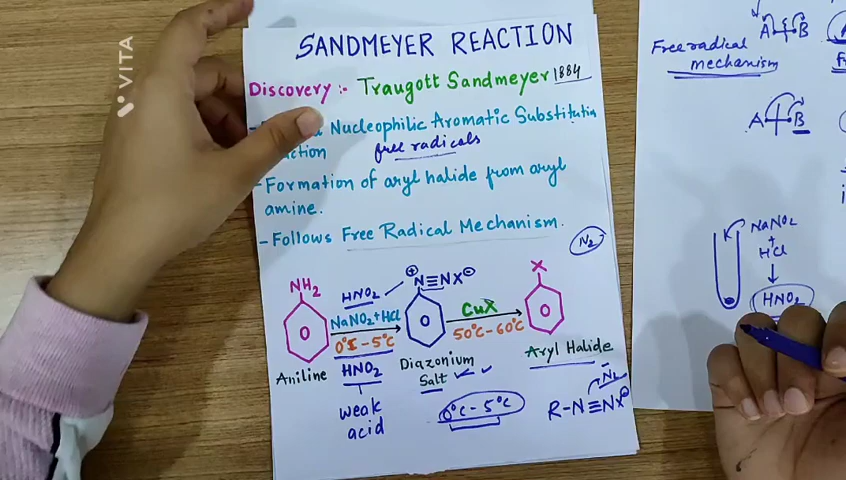 SANDMEYER REACTION
Discovery :- Traugott Sandmeyer 1884
Nucleophilic Aromatic Substitution
free radicals
- Formation of aryl halide from aryl
amine.
- Follows Free Radical Mechanism.
N₂
NH₂
HNO₂
⊕
N≡NX⊖
X
NaNO₂+HCl
CuX
0°C - 5°C
50°C - 60°C
Aniline
HNO₂
Diazonium
Salt
Aryl Halide
weak
acid
0°C - 5°C
N₂
R-N≡NX⊖
Free radical
mechanism
A B
A B
NaNO₂
+
HCl
HNO₂
VITA